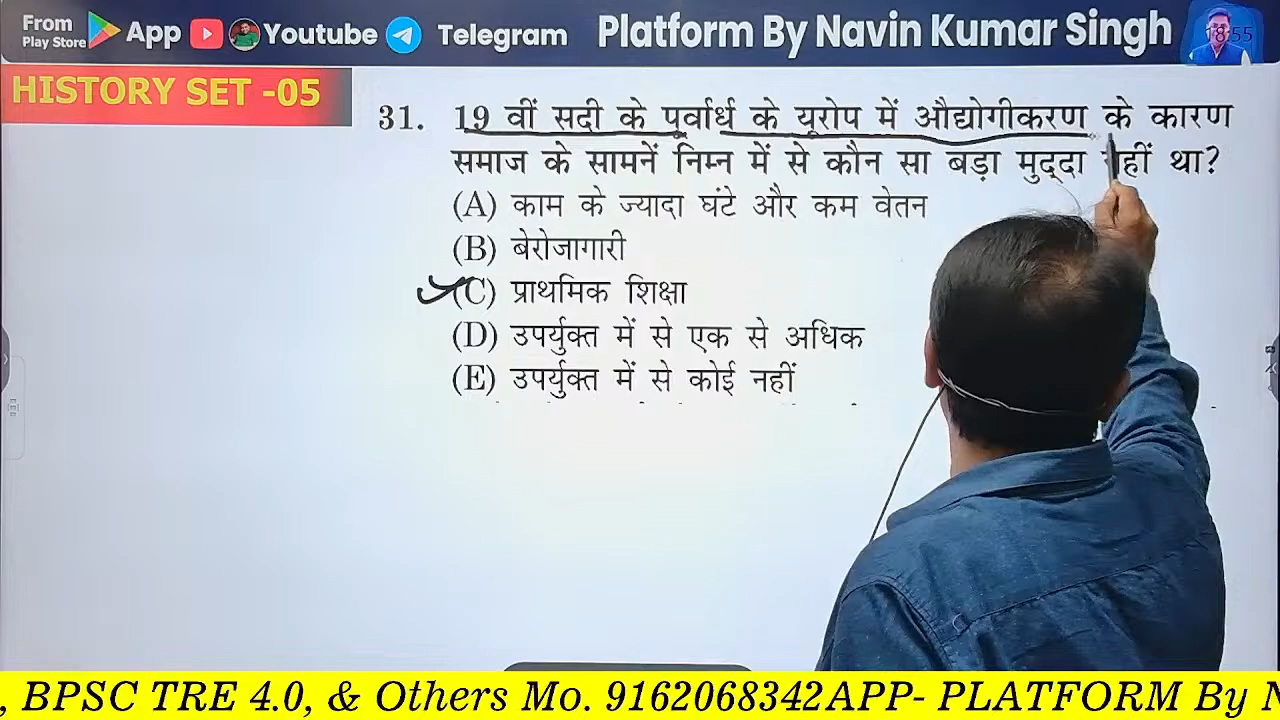 From
Play Store
App
Youtube
Telegram
Platform By Navin Kumar Singh
8:55
HISTORY SET -05
31. 19 वीं सदी के पूर्वार्ध के यूरोप में औद्योगीकरण के कारण
समाज के सामनें निम्न में से कौन सा बड़ा मुद्दा नहीं था?
(A) काम के ज्यादा घंटे और कम वेतन
(B) बेरोजागारी
(C) प्राथमिक शिक्षा
(D) उपर्युक्त में से एक से अधिक
(E) उपर्युक्त में से कोई नहीं
, BPSC TRE 4.0, & Others Mo. 9162068342APP- PLATFORM By N